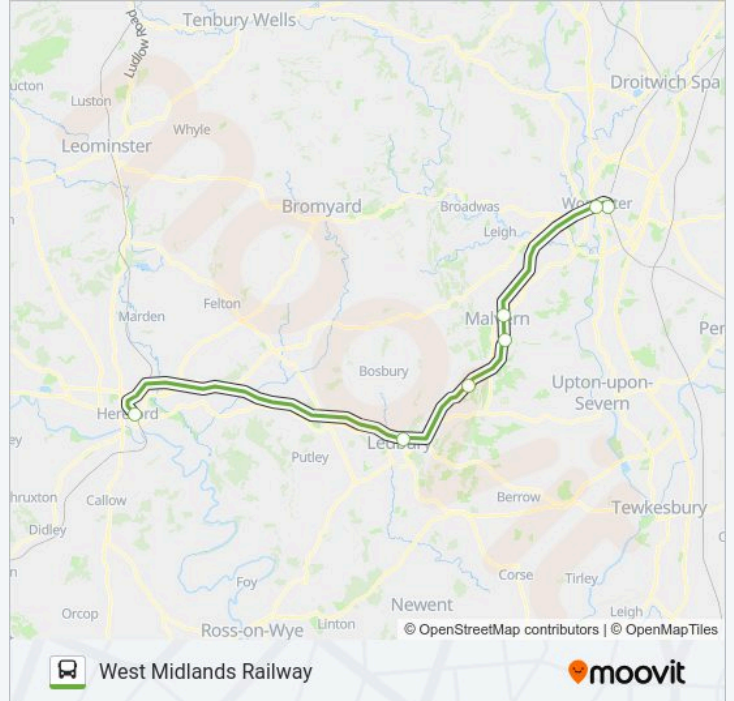 Tenbury Wells
Ludlow Road
Droitwich Spa
Luston
Whyle
Leominster
Bromyard
Broadwas
Leigh
Felton
Marden
Malvern
Bosbury
Upton-upon-
Severn
Hereford
Ledbury
Putley
Callow
Berrow
Tewkesbury
Didley
Foy
Corse
Tirley
Newent
Orcop
Linton
Leigh
Ross-on-Wye
© OpenStreetMap contributors | © OpenMapTiles
West Midlands Railway
moovit